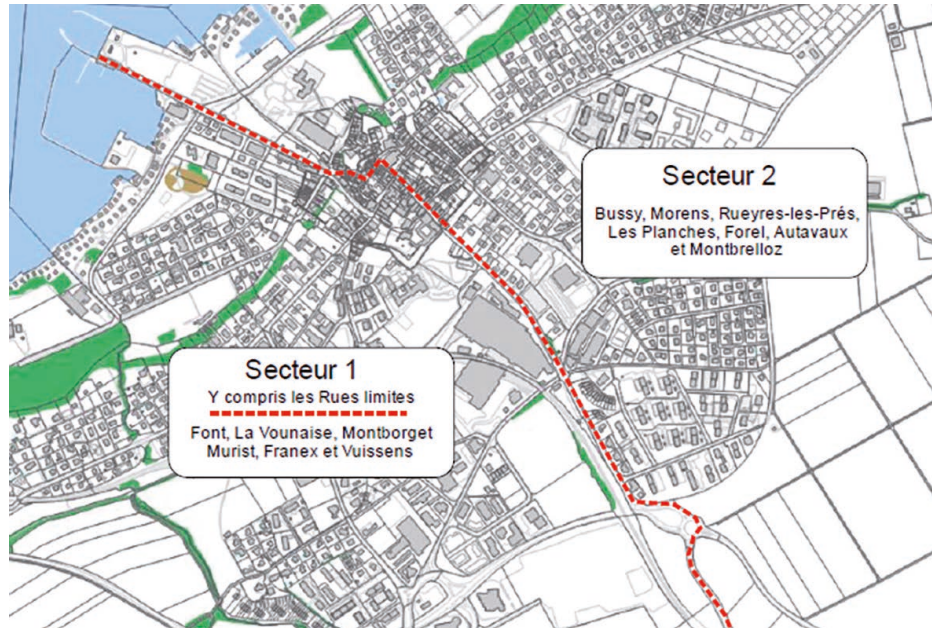 Secteur 2
Bussy, Morens, Rueyres-les-Prés,
Les Planches, Forel, Autavaux
et Montbrelloz
Secteur 1
Y compris les Rues limites
Font, La Vounaise, Montborget
Murist, Franex et Vuissens